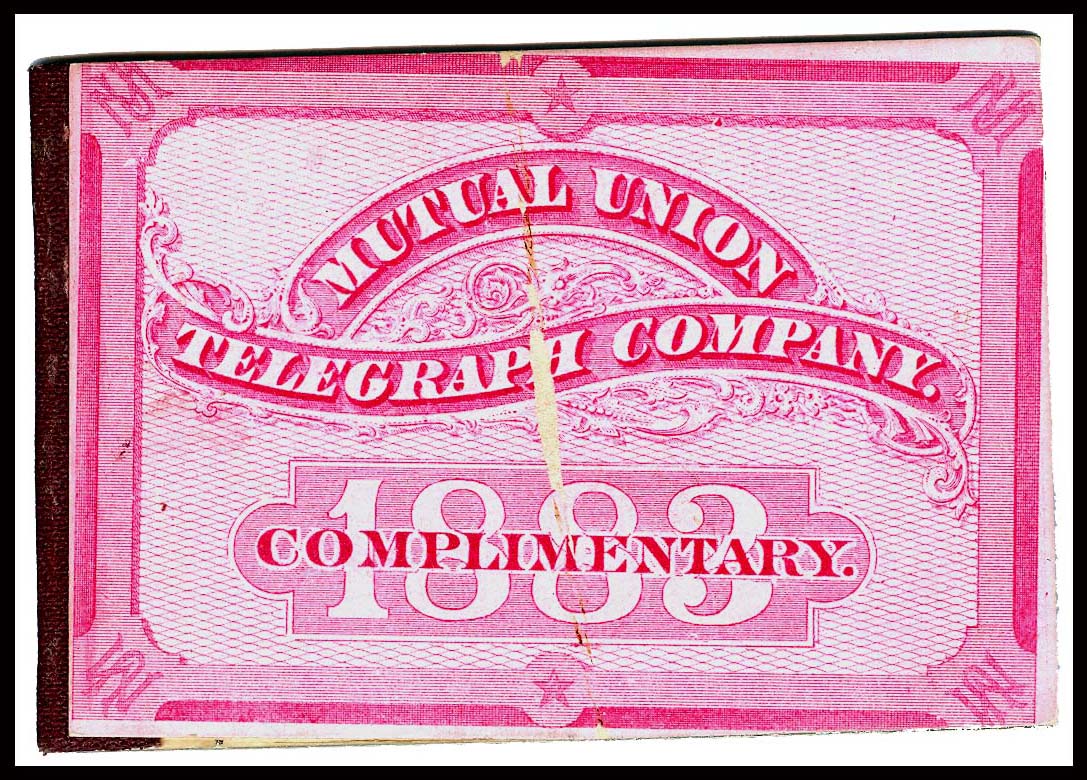 MUTUAL UNION
TELEGRAPH COMPANY.
1883
COMPLIMENTARY.